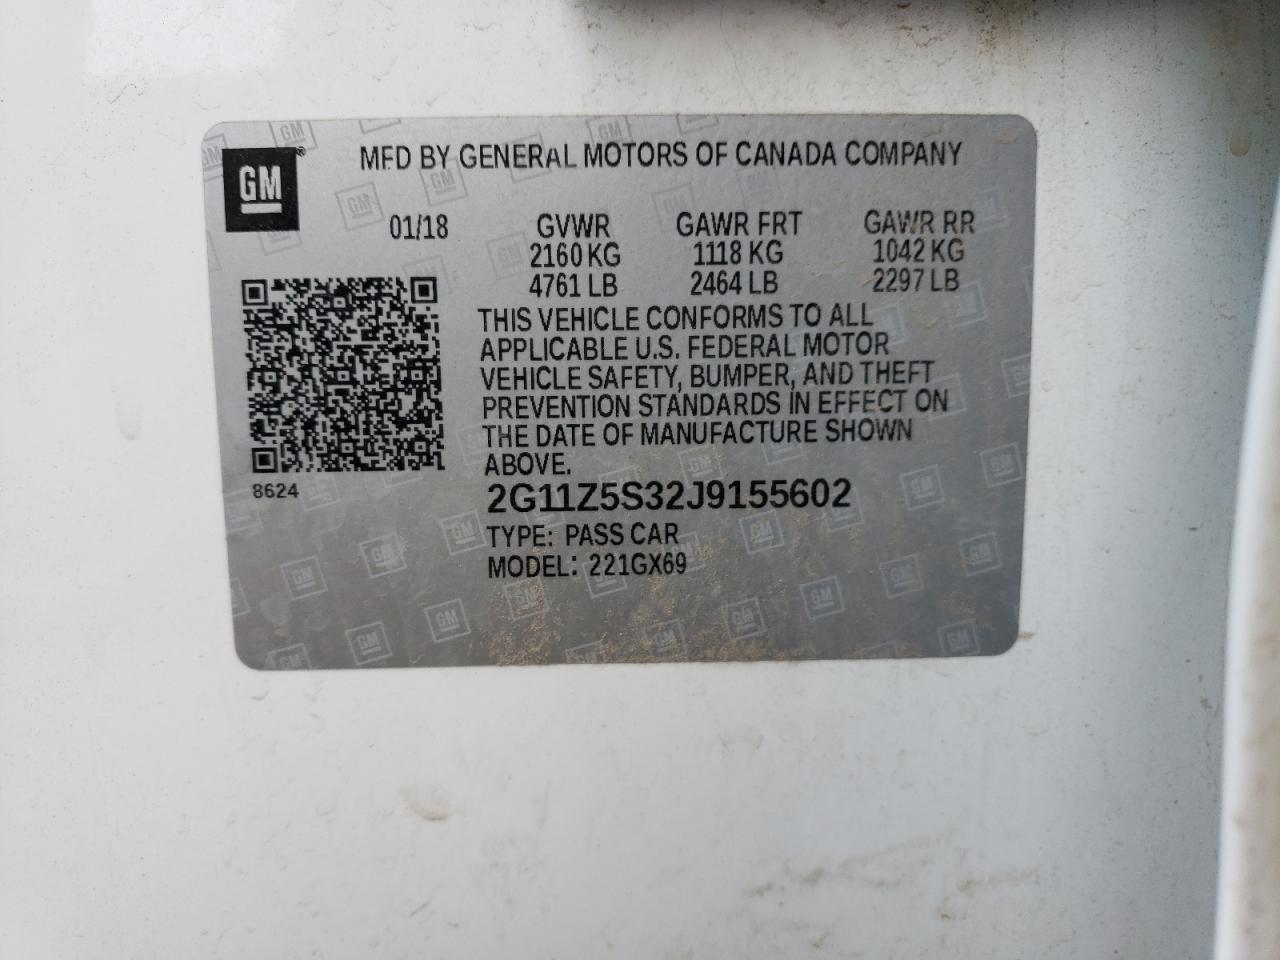 GM®
MFD BY GENERAL MOTORS OF CANADA COMPANY
01/18 GVWR GAWR FRT GAWR RR
2160 KG 1118 KG 1042 KG
4761 LB 2464 LB 2297 LB
THIS VEHICLE CONFORMS TO ALL
APPLICABLE U.S. FEDERAL MOTOR
VEHICLE SAFETY, BUMPER, AND THEFT
PREVENTION STANDARDS IN EFFECT ON
THE DATE OF MANUFACTURE SHOWN
ABOVE.
8624
2G11Z5S32J9155602
TYPE: PASS CAR
MODEL: 221GX69